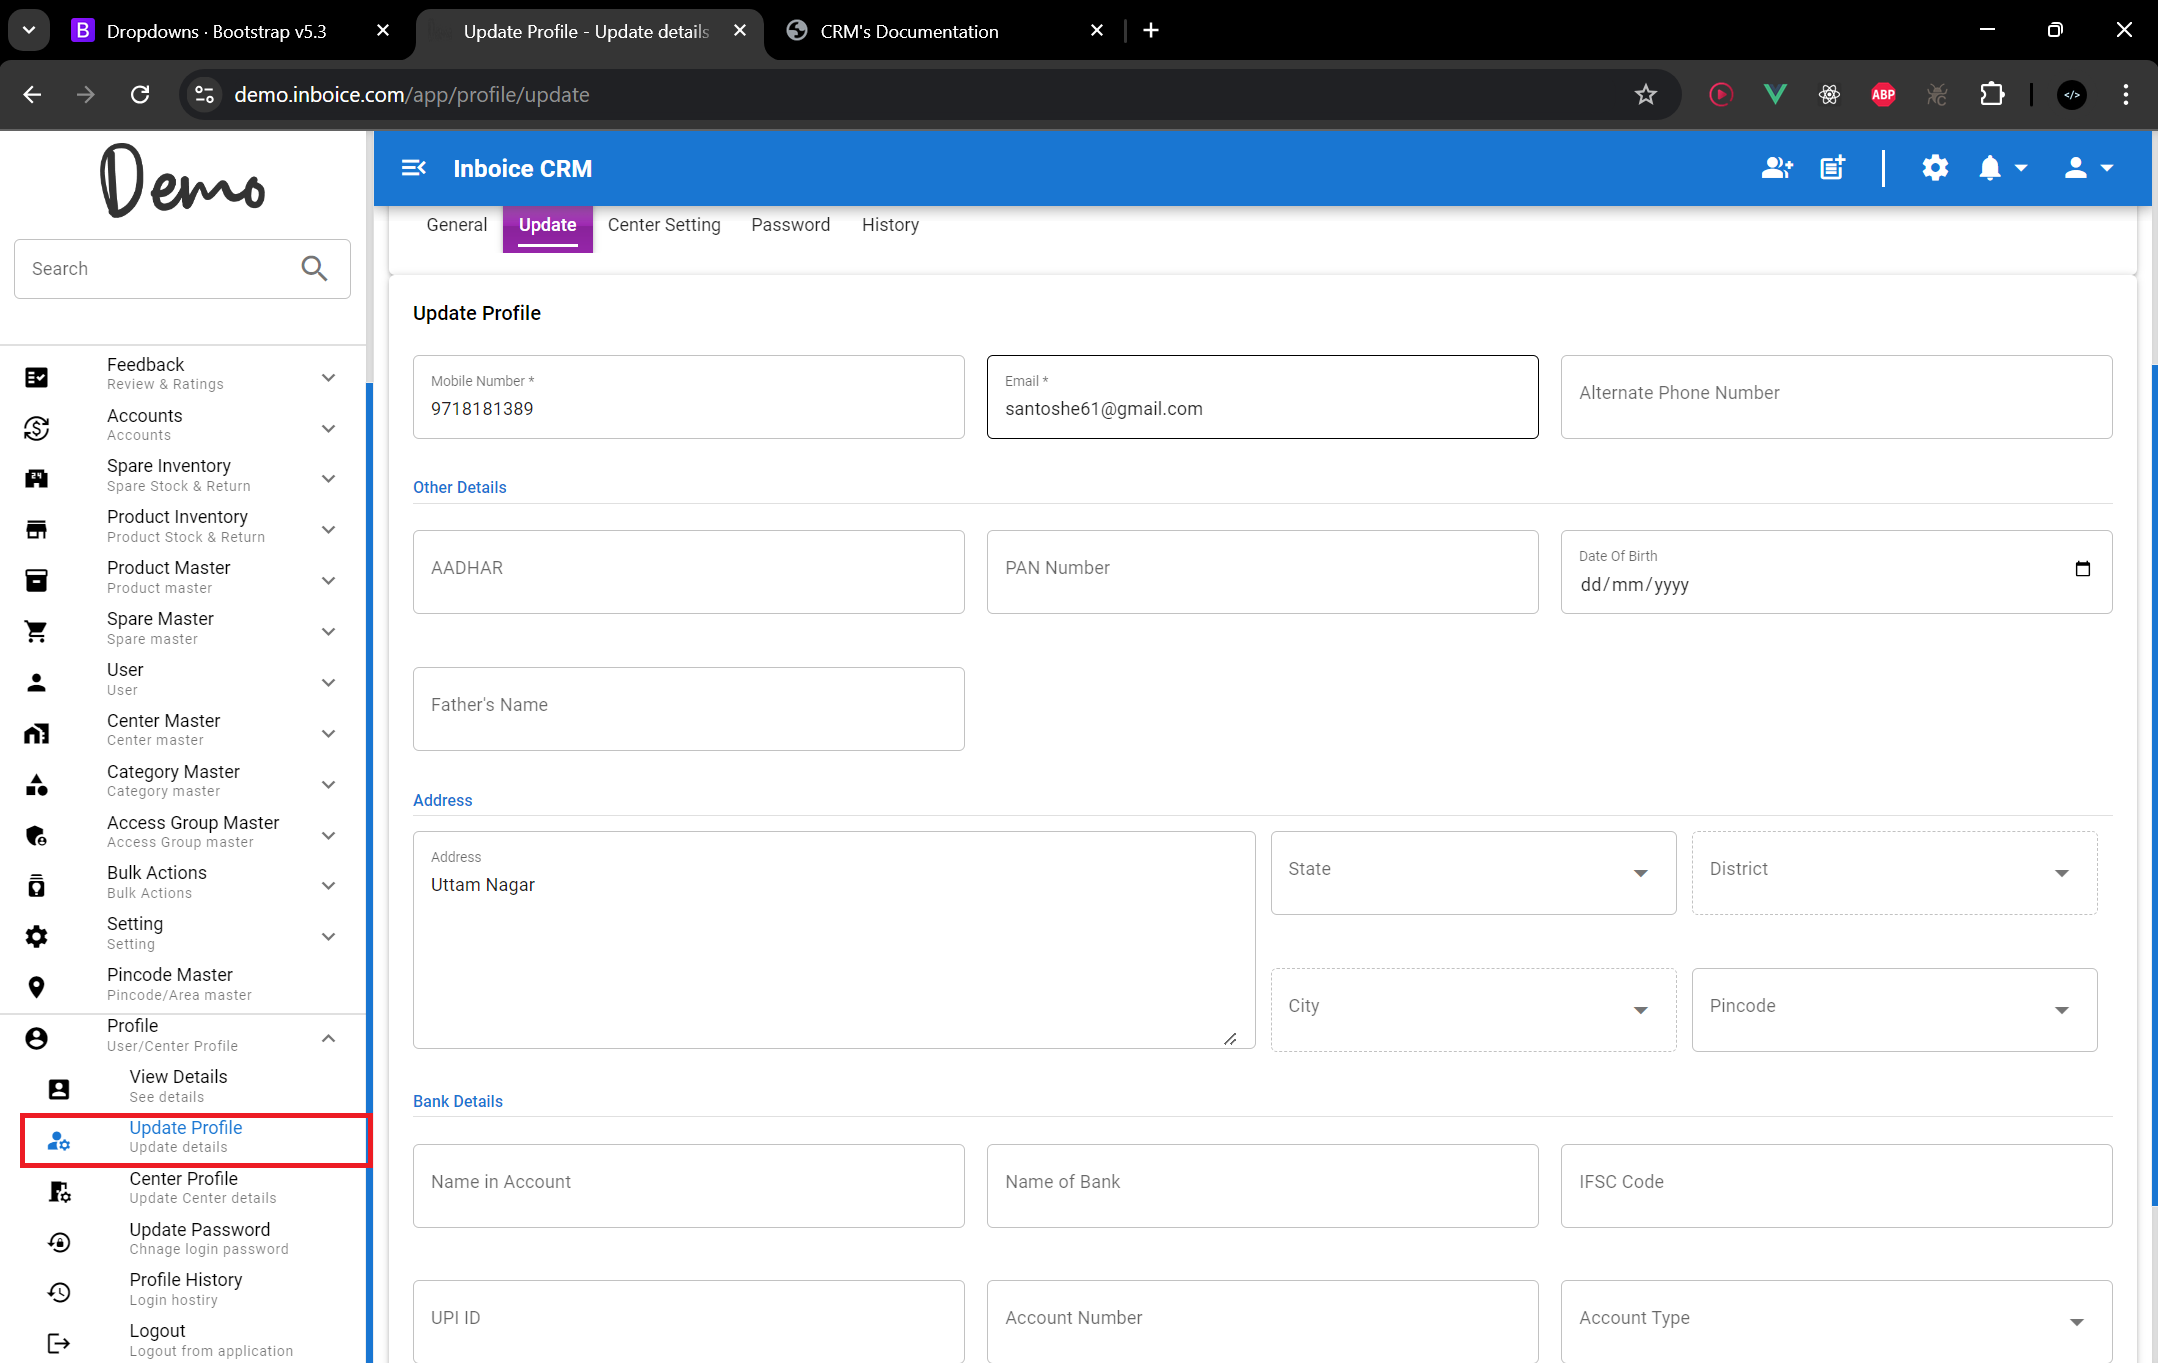 Dropdowns · Bootstrap v5.3
Update Profile - Update details
CRM's Documentation
demo.inboice.com/app/profile/update
ABP
Demo
Search
Inboice CRM
General
Update
Center Setting
Password
History
Feedback
Review & Ratings
Accounts
Accounts
Spare Inventory
Spare Stock & Return
Product Inventory
Product Stock & Return
Product Master
Product master
Spare Master
Spare master
User
User
Center Master
Center master
Category Master
Category master
Access Group Master
Access Group master
Bulk Actions
Bulk Actions
Setting
Setting
Pincode Master
Pincode/Area master
Profile
User/Center Profile
View Details
See details
Update Profile
Update details
Center Profile
Update Center details
Update Password
Chnage login password
Profile History
Login hostiry
Logout
Logout from application
Update Profile
Mobile Number *
9718181389
Email *
santoshe61@gmail.com
Alternate Phone Number
Other Details
AADHAR
PAN Number
Date Of Birth
dd/mm/yyyy
Father's Name
Address
Address
Uttam Nagar
State
District
City
Pincode
Bank Details
Name in Account
Name of Bank
IFSC Code
UPI ID
Account Number
Account Type